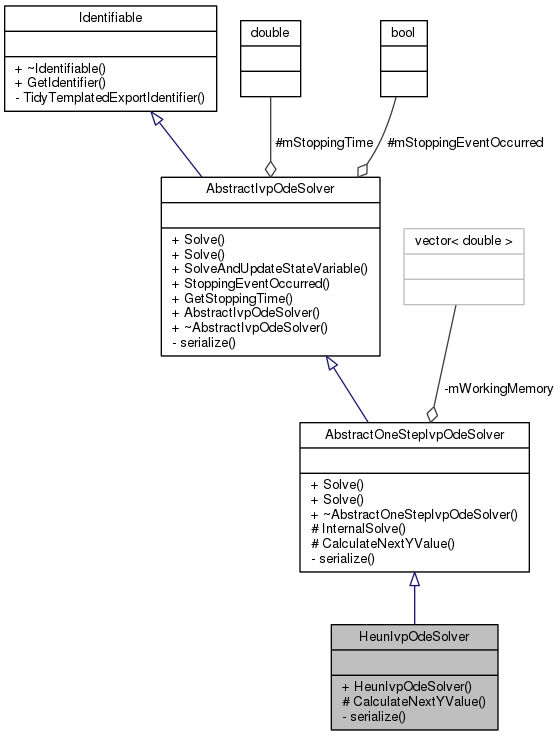 Identifiable
+ ~Identifiable()
+ GetIdentifier()
- TidyTemplatedExportIdentifier()
double
bool
#mStoppingTime
#mStoppingEventOccurred
AbstractIvpOdeSolver
+ Solve()
+ Solve()
+ SolveAndUpdateStateVariable()
+ StoppingEventOccurred()
+ GetStoppingTime()
+ AbstractIvpOdeSolver()
+ ~AbstractIvpOdeSolver()
- serialize()
vector< double >
-mWorkingMemory
AbstractOneStepIvpOdeSolver
+ Solve()
+ Solve()
+ ~AbstractOneStepIvpOdeSolver()
# InternalSolve()
# CalculateNextYValue()
- serialize()
HeunIvpOdeSolver
+ HeunIvpOdeSolver()
# CalculateNextYValue()
- serialize()